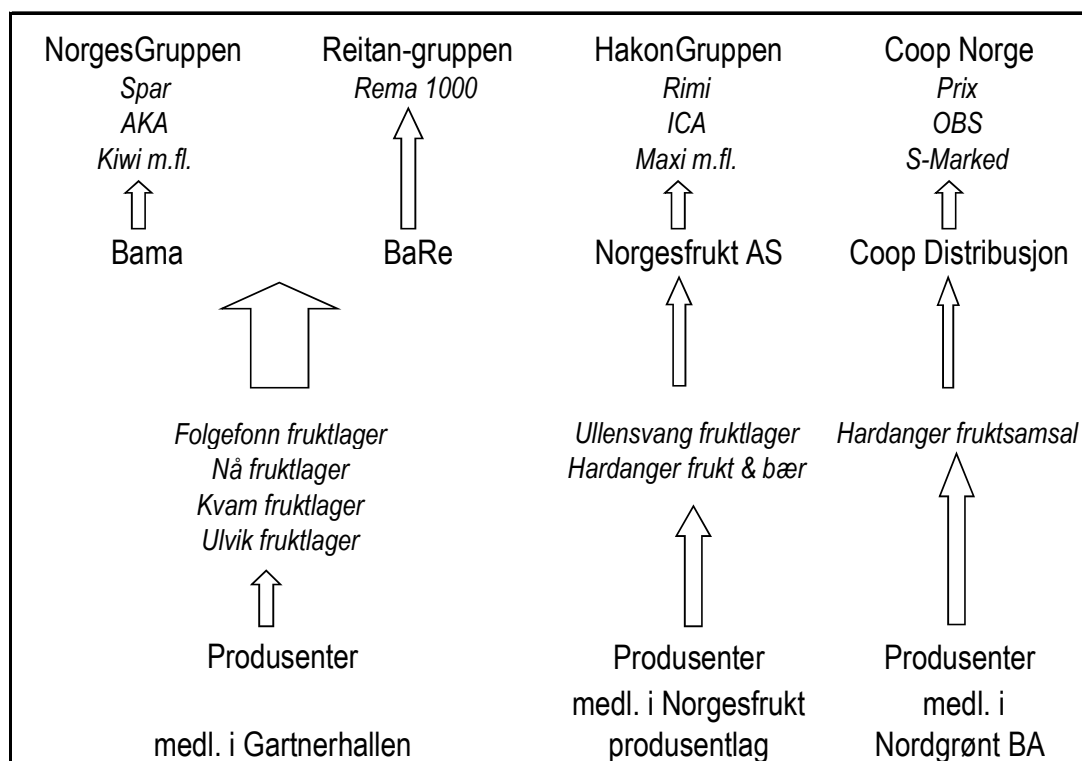 NorgesGruppen
Spar
AKA
Kiwi m.fl.
Bama
Reitan-gruppen
Rema 1000
BaRe
Folgefonn fruktlager
Nå fruktlager
Kvam fruktlager
Ulvik fruktlager
Produsenter
medl. i Gartnerhallen
HakonGruppen
Rimi
ICA
Maxi m.fl.
Norgesfrukt AS
Ullensvang fruktlager
Hardanger frukt & bær
Produsenter
medl. i Norgesfrukt
produsentlag
Coop Norge
Prix
OBS
S-Marked
Coop Distribusjon
Hardanger fruktsamsal
Produsenter
medl. i
Nordgrønt BA